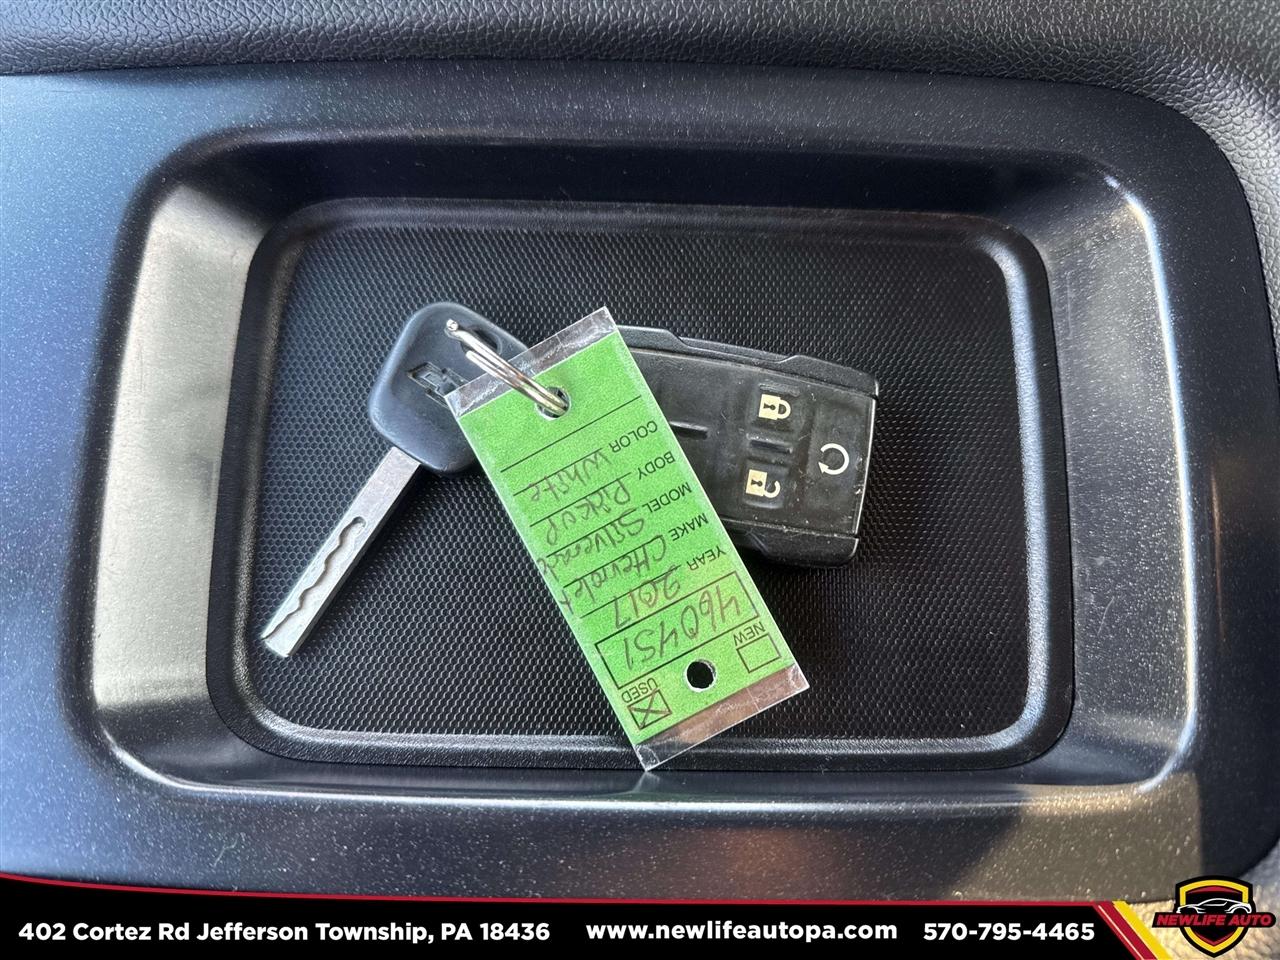 NEW
USED
460451
YEAR 2017
MAKE Chevrolet
MODEL Silverado
BODY Pickup
COLOR White
402 Cortez Rd Jefferson Township, PA 18436
www.newlifeautopa.com
570-795-4465
NEWLIFE AUTO